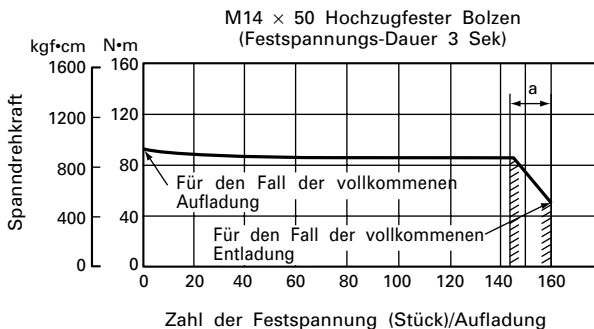 M14 × 50 Hochzugfester Bolzen
(Festspannungs-Dauer 3 Sek)
kgf•cm N•m
1600 160
a
1200 120
800 80
Für den Fall der vollkommenen
Aufladung
400 40
Für den Fall der vollkommenen
Entladung
0 0
0 20 40 60 80 100 120 140 160
Spanndrehkraft
Zahl der Festspannung (Stück)/Aufladung